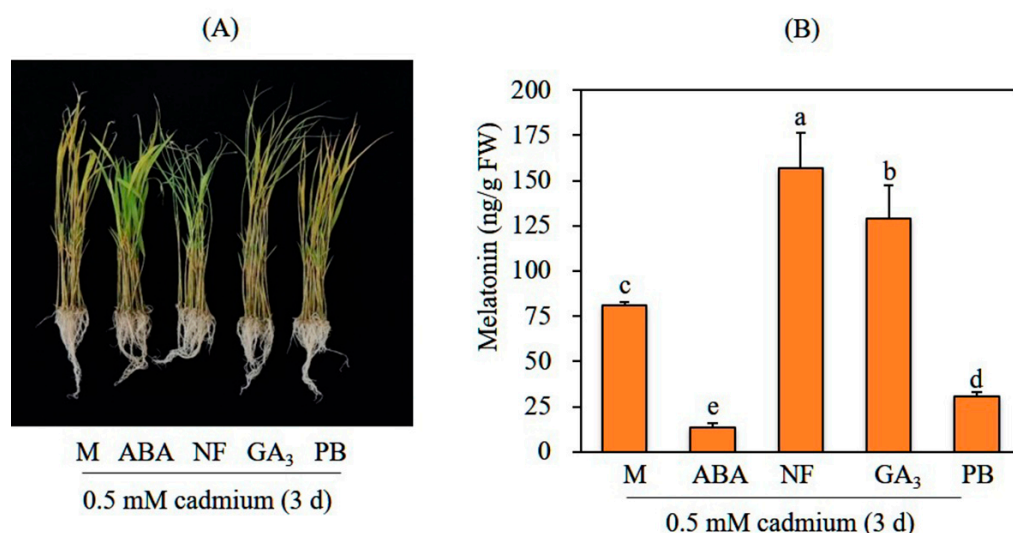 (A)
M ABA NF GA₃ PB
0.5 mM cadmium (3 d)
(B)
Melatonin (ng/g FW)
200
175
150
125
100
75
50
25
0
c
e
a
b
d
M ABA NF GA₃ PB
0.5 mM cadmium (3 d)